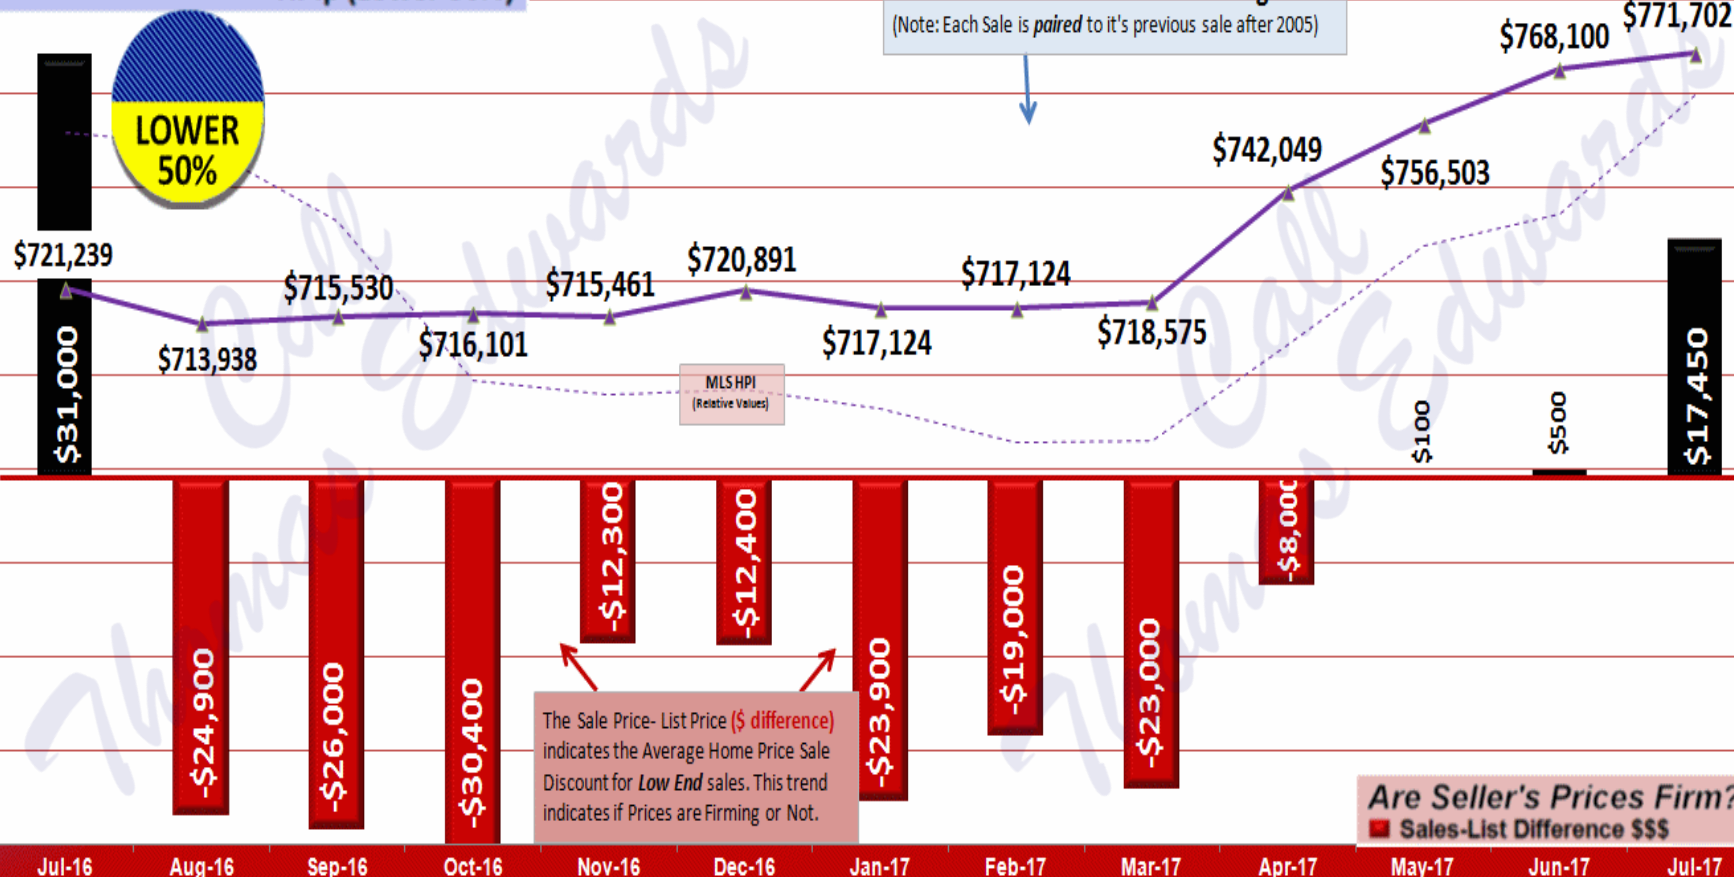 (Note: Each Sale is paired to it's previous sale after 2005)
LOWER
50%
$721,239
$713,938
$715,530
$716,101
$715,461
$720,891
$717,124
$717,124
$718,575
$742,049
$756,503
$768,100
$771,702
MLS HPI
(Relative Values)
$31,000
-$24,900
-$26,000
-$30,400
-$12,300
-$12,400
-$23,900
-$19,000
-$23,000
-$8,000
$100
$500
$17,450
The Sale Price- List Price ($ difference)
indicates the Average Home Price Sale
Discount for Low End sales. This trend
indicates if Prices are Firming or Not.
Are Seller's Prices Firm?
Sales-List Difference $$$
Jul-16 Aug-16 Sep-16 Oct-16 Nov-16 Dec-16 Jan-17 Feb-17 Mar-17 Apr-17 May-17 Jun-17 Jul-17
Call
Thomas Edwards
Call
Thomas Edwards